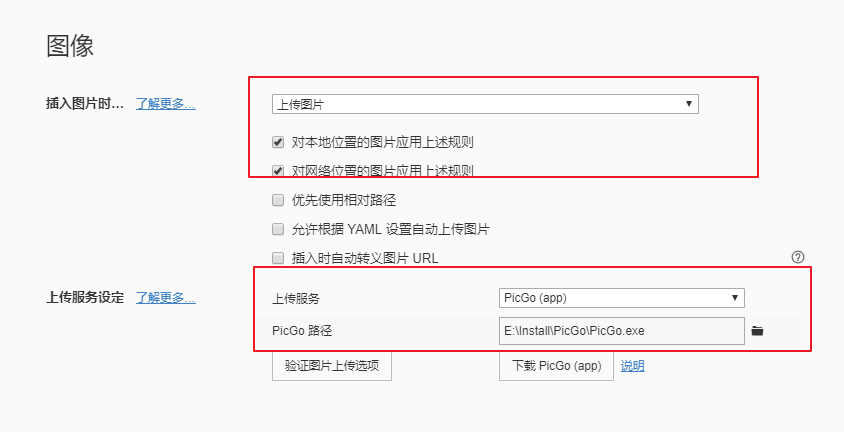 图像
插入图片时... 了解更多... 上传图片
对本地位置的图片应用上述规则
对网络位置的图片应用上述规则
优先使用相对路径
允许根据 YAML 设置自动上传图片
插入时自动转义图片 URL
上传服务设定 了解更多... 上传服务 PicGo (app)
PicGo 路径 E:\Install\PicGo\PicGo.exe
验证图片上传选项 下载 PicGo (app) 说明